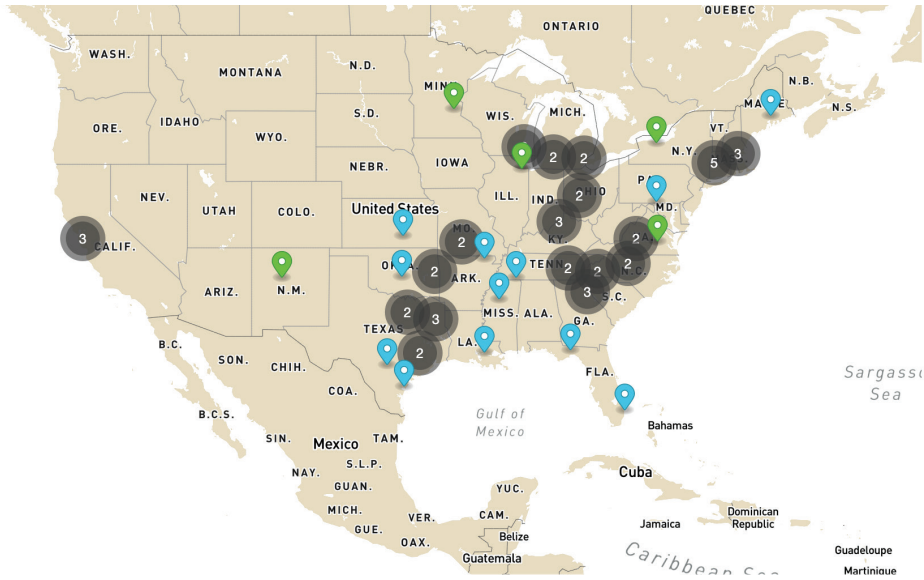 QUEBEC
ONTARIO
WASH.
MONTANA
N.D.
N.B.
N.S.
ORE.
IDAHO
S.D.
WIS.
MICH.
VT.
WYO.
N.Y.
5
3
2
2
NEBR.
IOWA
NEV.
UTAH
COLO.
ILL.
IND.
2
OHIO
MD.
United States
3
CALIF.
3
KY.
2
2
MO.
2
ARK.
TENN.
2
2
2
N.C.
ARIZ.
N.M.
3
S.C.
MISS.
ALA.
GA.
2
3
TEXAS
LA.
2
B.C.
SON.
CHIH.
COA.
FLA.
Sargasso
Sea
B.C.S.
SIN.
Mexico
TAM.
Gulf of
Mexico
Bahamas
NAY.
S.L.P.
GUAN.
MICH.
GUE.
VER.
OAX.
YUC.
CAM.
Belize
Guatemala
Cuba
Jamaica
Dominican
Republic
Caribbean Sea
Guadeloupe
Martinique